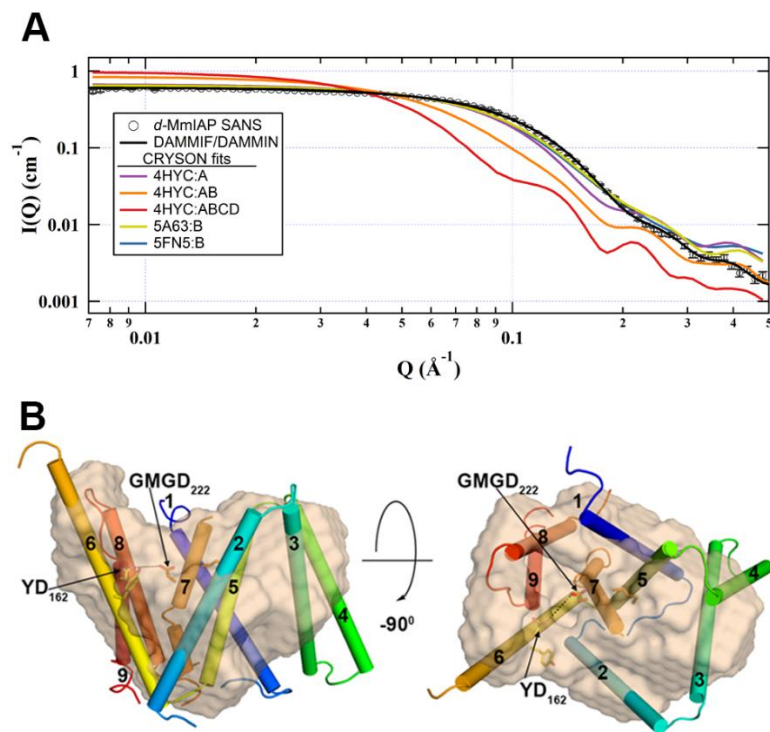 A
I(Q) (cm⁻¹)
1
0.1
0.01
0.001
d-MmIAP SANS
DAMMIF/DAMMIN
CRYSON fits
4HYC:A
4HYC:AB
4HYC:ABCD
5A63:B
5FN5:B
7 8 9 2 3 4 5 6 7 8 9 2 3 4 5
0.01 0.1
Q (Å⁻¹)
B
GMGD₂₂₂
1
6 8 2 3
7 5
YD₁₆₂
4
9
-90⁰
GMGD₂₂₂
1
8
9 7 5 4
6
2 3
YD₁₆₂